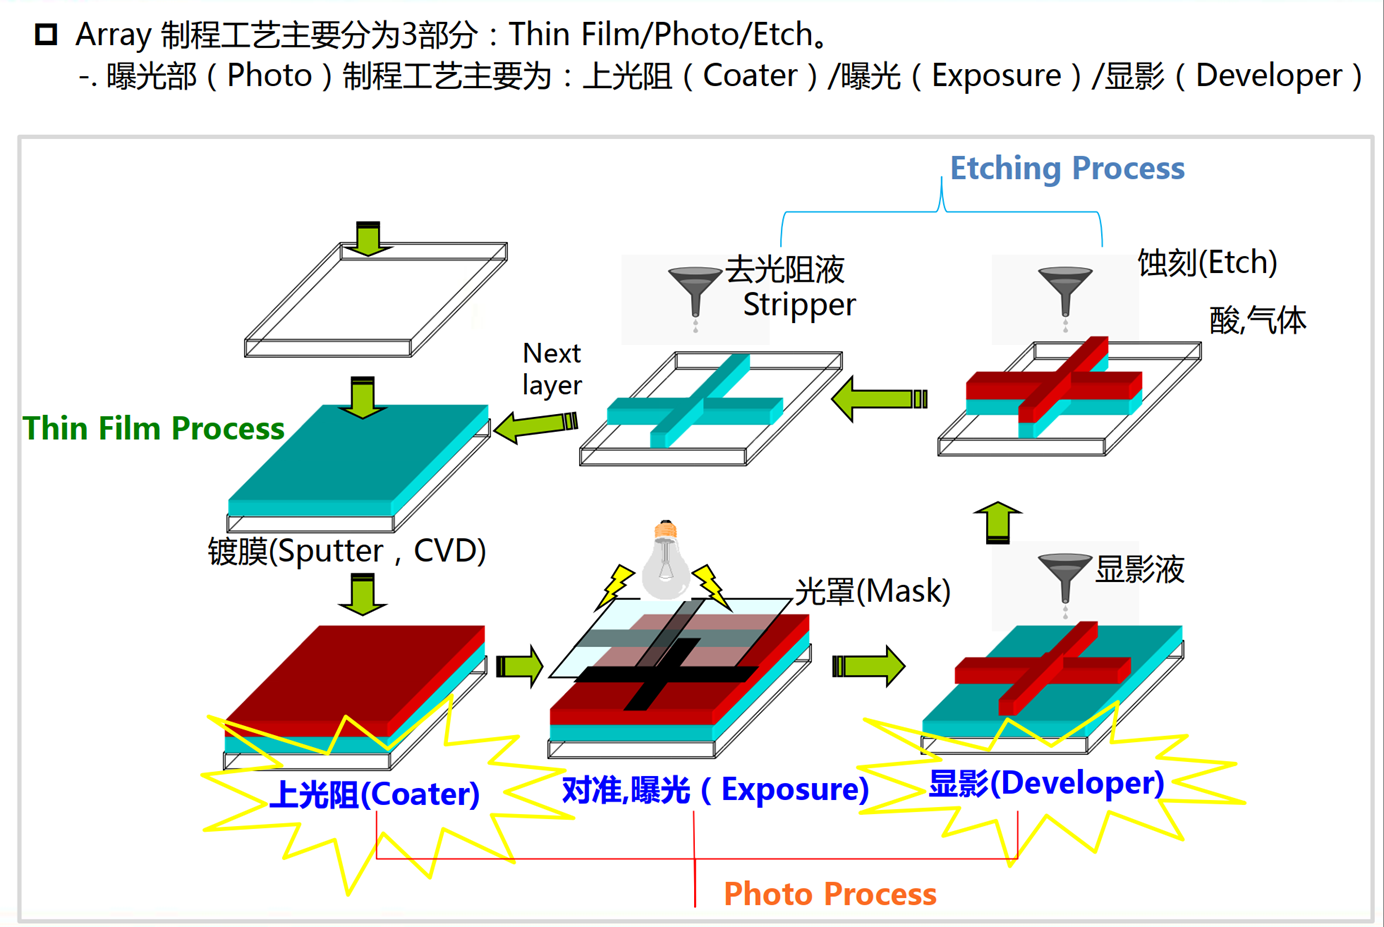 Array 制程工艺主要分为3部分：Thin Film/Photo/Etch。
-. 曝光部（Photo）制程工艺主要为：上光阻（Coater）/曝光（Exposure）/显影（Developer）
Etching Process
去光阻液
Stripper
蚀刻(Etch)
酸,气体
Next
layer
Thin Film Process
镀膜(Sputter，CVD)
光罩(Mask)
显影液
上光阻(Coater)
对准,曝光（Exposure)
显影(Developer)
Photo Process